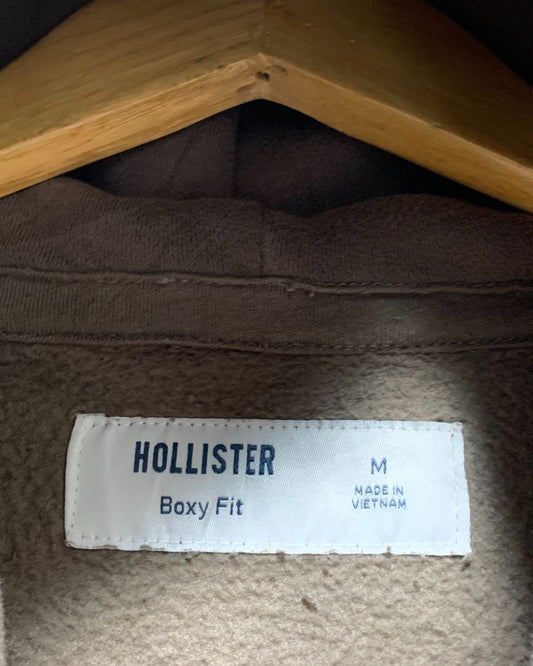 HOLLISTER
Boxy Fit
M
MADE IN
VIETNAM